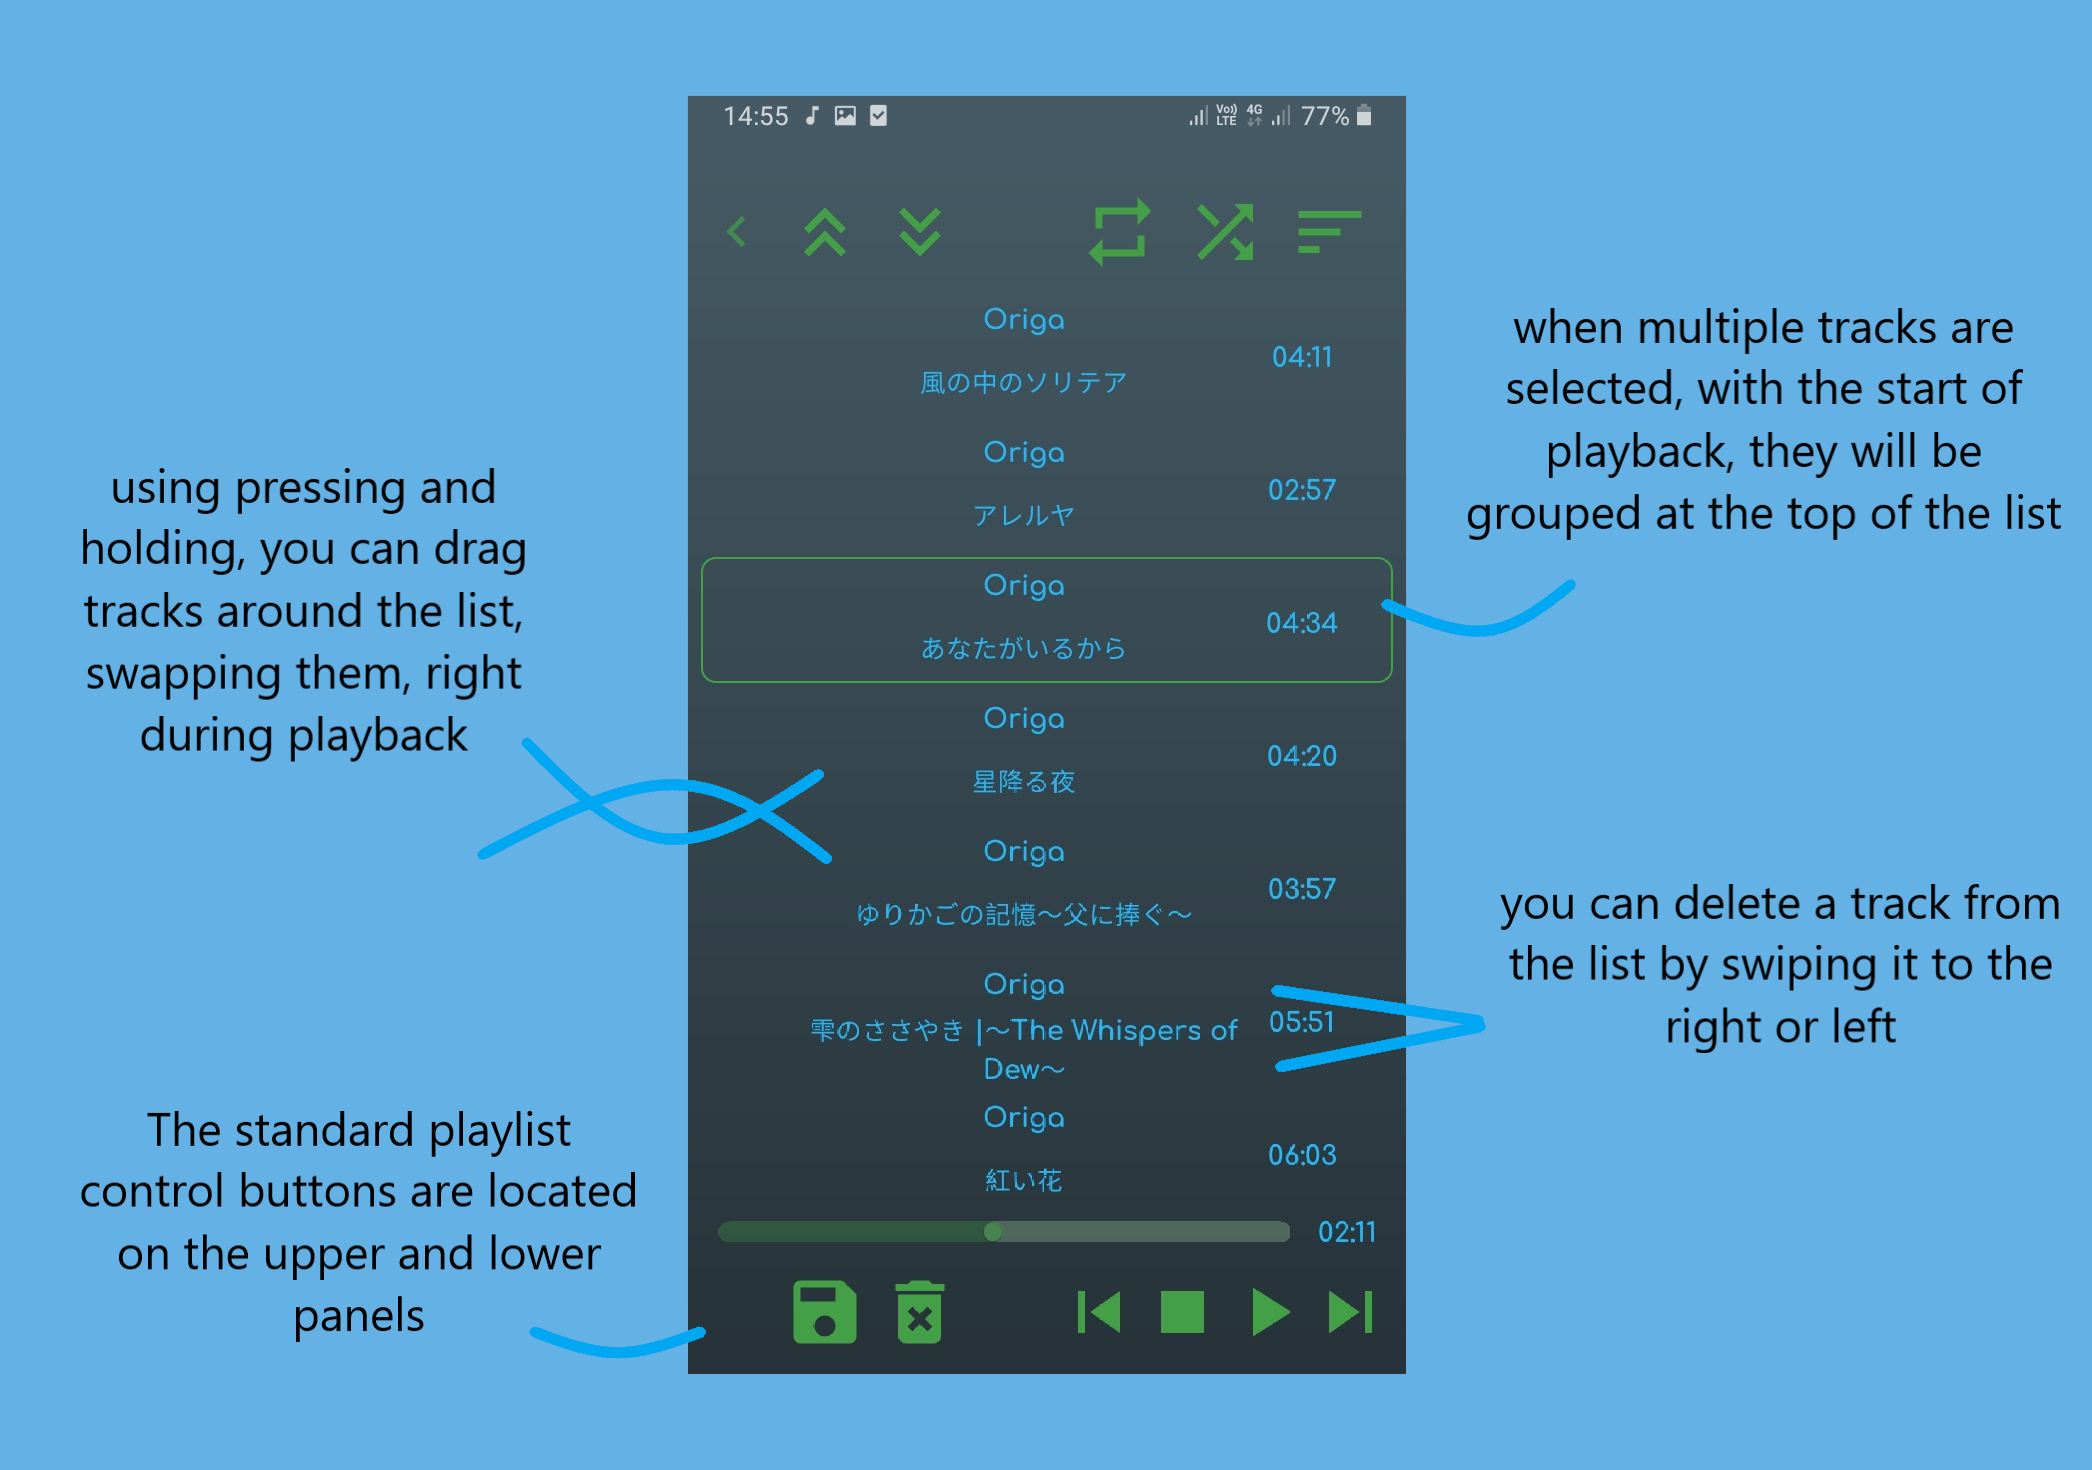 14:55
Vo)) LTE 4G 77%
Origa
04:11
風の中のソリテア
Origa
02:57
アレルヤ
Origa
04:34
あなたがいるから
Origa
04:20
星降る夜
Origa
03:57
ゆりかごの記憶～父に捧ぐ～
Origa
雫のささやき |～The Whispers of
05:51
Dew～
Origa
06:03
紅い花
02:11
using pressing and
holding, you can drag
tracks around the list,
swapping them, right
during playback
The standard playlist
control buttons are located
on the upper and lower
panels
when multiple tracks are
selected, with the start of
playback, they will be
grouped at the top of the list
you can delete a track from
the list by swiping it to the
right or left